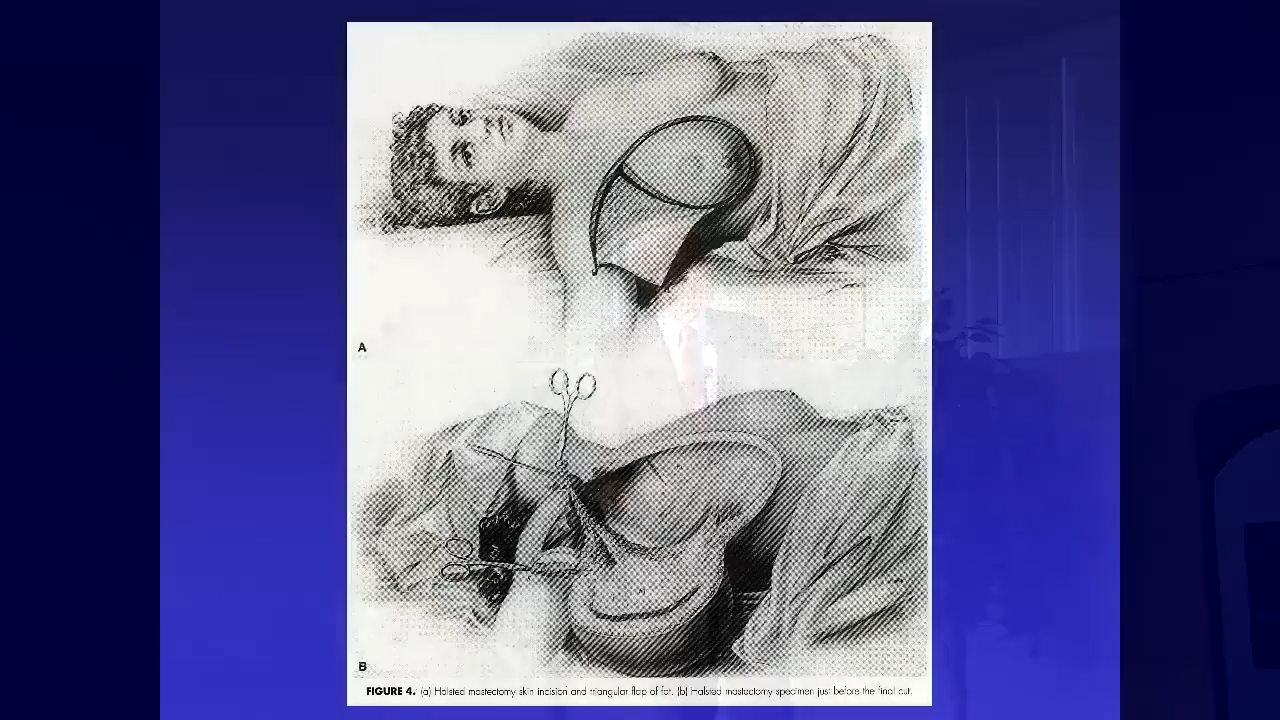 A
B
FIGURE 4. (a) Halsted mastectomy skin incision and triangular flap of fat. (b) Halsted mastectomy specimen just before the final cut.